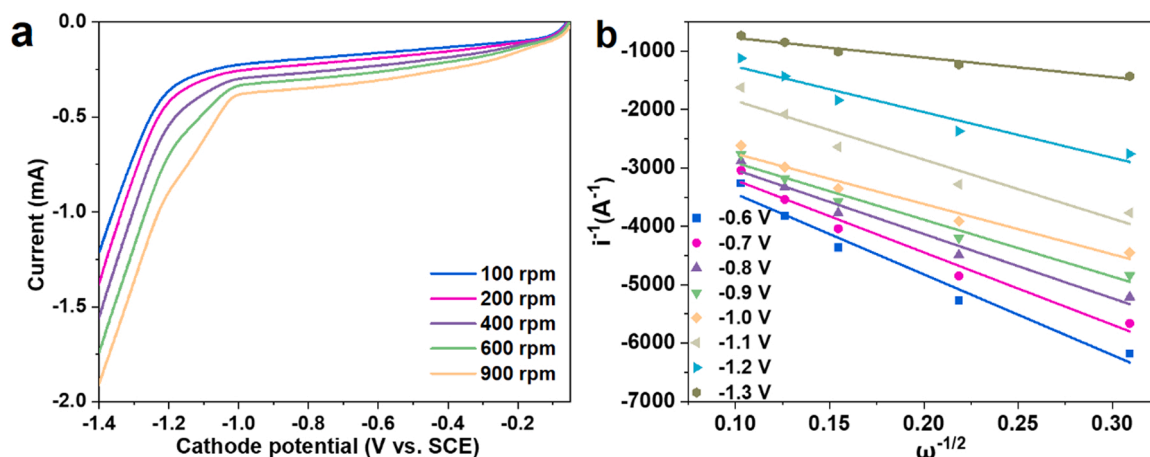 a
0.0
-0.5
-1.0
-1.5
-2.0
Current (mA)
-1.4 -1.2 -1.0 -0.8 -0.6 -0.4 -0.2
Cathode potential (V vs. SCE)
100 rpm
200 rpm
400 rpm
600 rpm
900 rpm
b
-1000
-2000
-3000
-4000
-5000
-6000
-7000
i⁻¹(A⁻¹)
-0.6 V
-0.7 V
-0.8 V
-0.9 V
-1.0 V
-1.1 V
-1.2 V
-1.3 V
0.10 0.15 0.20 0.25 0.30
ω⁻¹/²